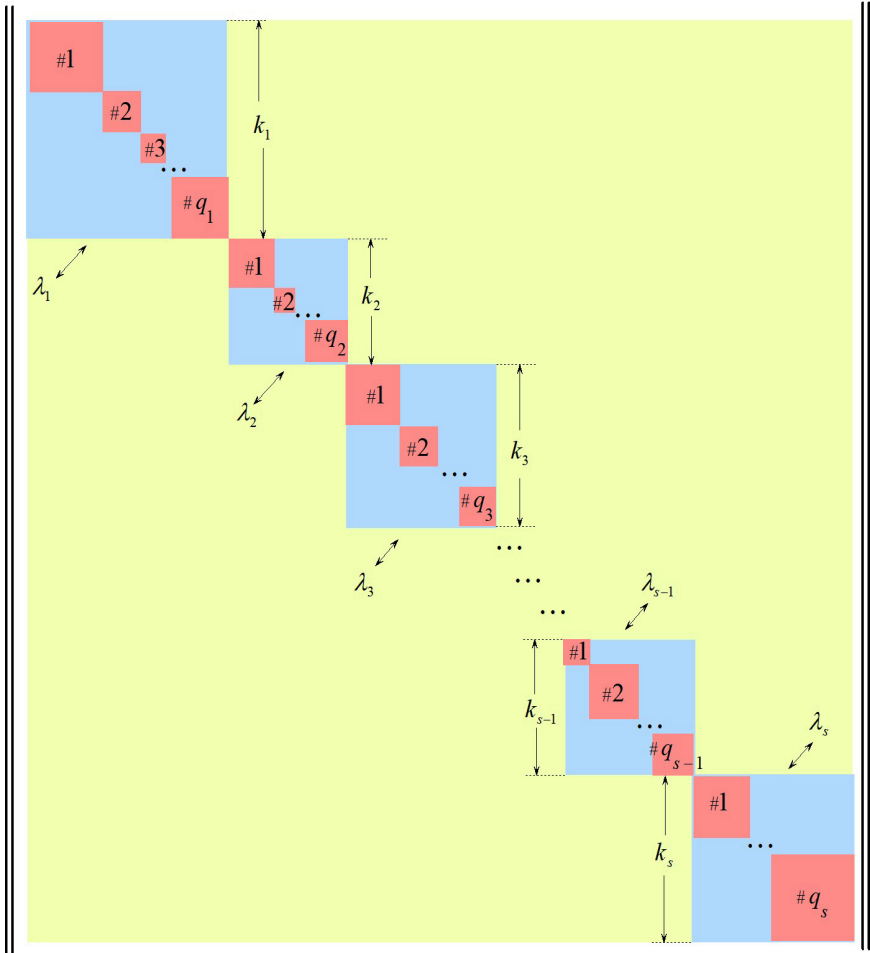 #1
#2
k₁
#3
...
# q₁
λ₁
#1
k₂
#2
...
# q₂
λ₂
#1
#2
k₃
...
# q₃
...
λ₃
...
λₛ₋₁
...
#1
#2
kₛ₋₁
...
# qₛ₋₁
λₛ
#1
...
kₛ
# qₛ